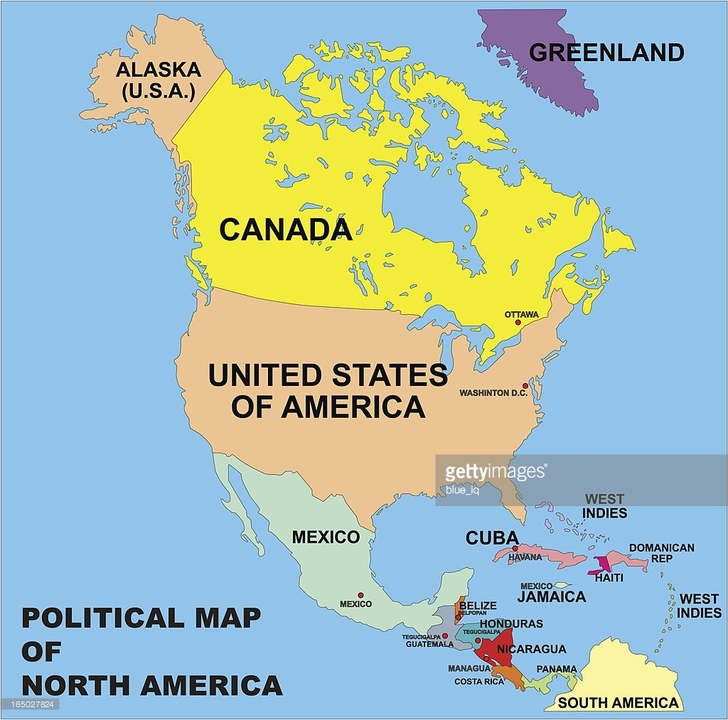 GREENLAND
ALASKA
(U.S.A.)
CANADA
OTTAWA
UNITED STATES
OF AMERICA
WASHINTON D.C.
gettyimages®
blue_iq
WEST
INDIES
MEXICO
CUBA
HAVANA
DOMANICAN
REP
HAITI
MEXICO
JAMAICA
MEXICO
WEST
INDIES
BELIZE
BELPOPAN
HONDURAS
TEGUCIGALPA
TEGUCIGALPA
GUATEMALA
NICARAGUA
MANAGUA
PANAMA
COSTA RICA
SOUTH AMERICA
POLITICAL MAP
OF
NORTH AMERICA
165027824